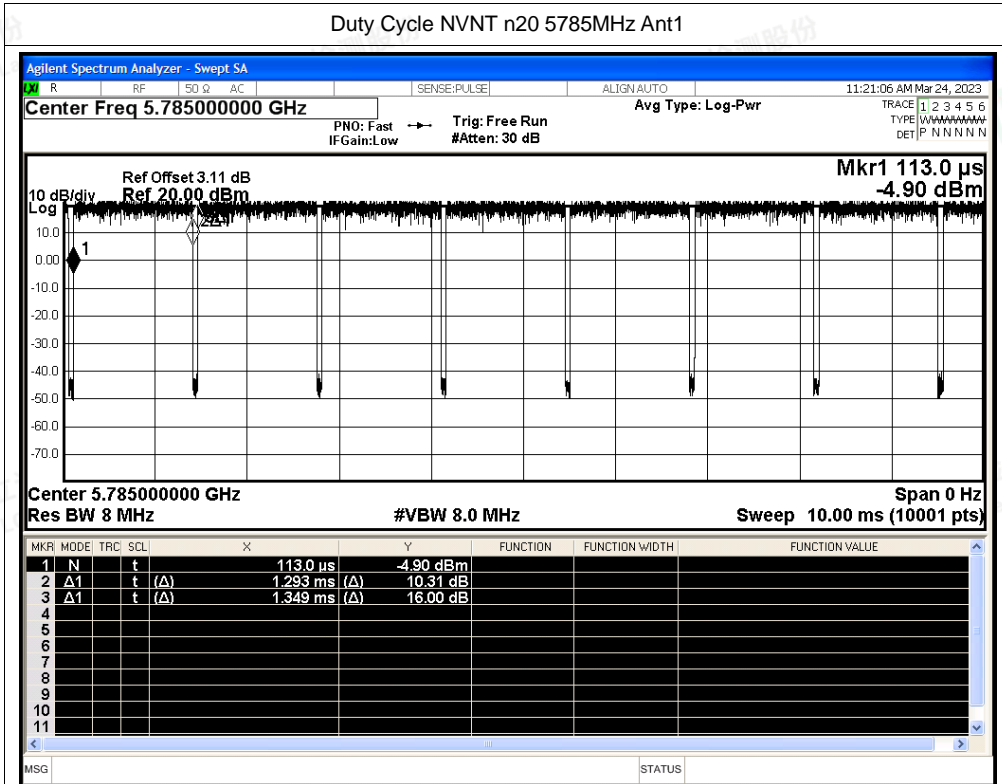 Duty Cycle NVNT n20 5785MHz Ant1
Agilent Spectrum Analyzer - Swept SA
LXI R RF 50 Ω AC SENSE:PULSE ALIGN AUTO 11:21:06 AM Mar 24, 2023
Center Freq 5.785000000 GHz Avg Type: Log-Pwr TRACE 1 2 3 4 5 6
PNO: Fast Trig: Free Run TYPE
IFGain:Low #Atten: 30 dB DET P N N N N N
Ref Offset 3.11 dB Mkr1 113.0 µs
10 dB/div Ref 20.00 dBm -4.90 dBm
Log
10.0
1
0.00
-10.0
-20.0
-30.0
-40.0
-50.0
-60.0
-70.0
Center 5.785000000 GHz Span 0 Hz
Res BW 8 MHz #VBW 8.0 MHz Sweep 10.00 ms (10001 pts)
MKR MODE TRC SCL X Y FUNCTION FUNCTION WIDTH FUNCTION VALUE
1 N t 113.0 µs -4.90 dBm
2 Δ1 t (Δ) 1.293 ms (Δ) 10.31 dB
3 Δ1 t (Δ) 1.349 ms (Δ) 16.00 dB
4
5
6
7
8
9
10
11
MSG STATUS